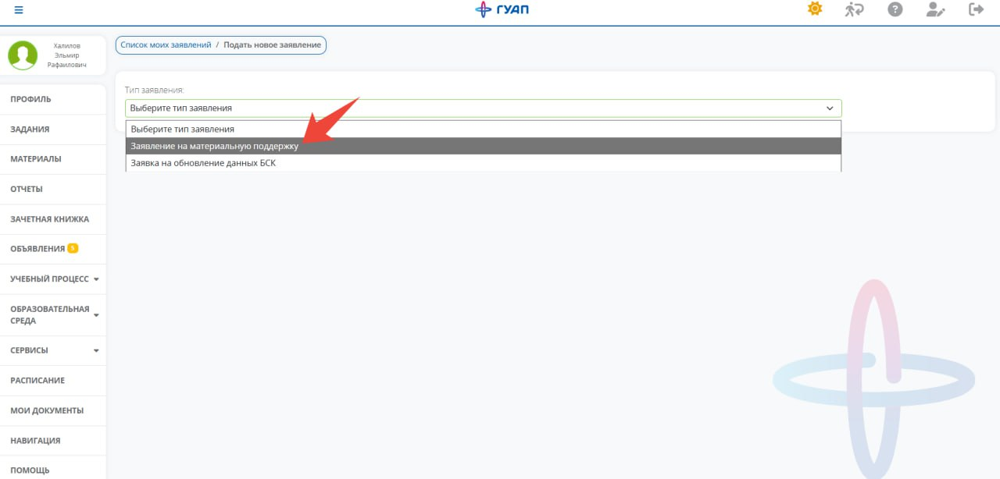 ГУАП
Халилов
Эльмир
Рафаилович
Список моих заявлений / Подать новое заявление
Тип заявления:
Выберите тип заявления
Выберите тип заявления
Заявление на материальную поддержку
Заявка на обновление данных БСК
ПРОФИЛЬ
ЗАДАНИЯ
МАТЕРИАЛЫ
ОТЧЕТЫ
ЗАЧЕТНАЯ КНИЖКА
ОБЪЯВЛЕНИЯ 5
УЧЕБНЫЙ ПРОЦЕСС
ОБРАЗОВАТЕЛЬНАЯ
СРЕДА
СЕРВИСЫ
РАСПИСАНИЕ
МОИ ДОКУМЕНТЫ
НАВИГАЦИЯ
ПОМОЩЬ